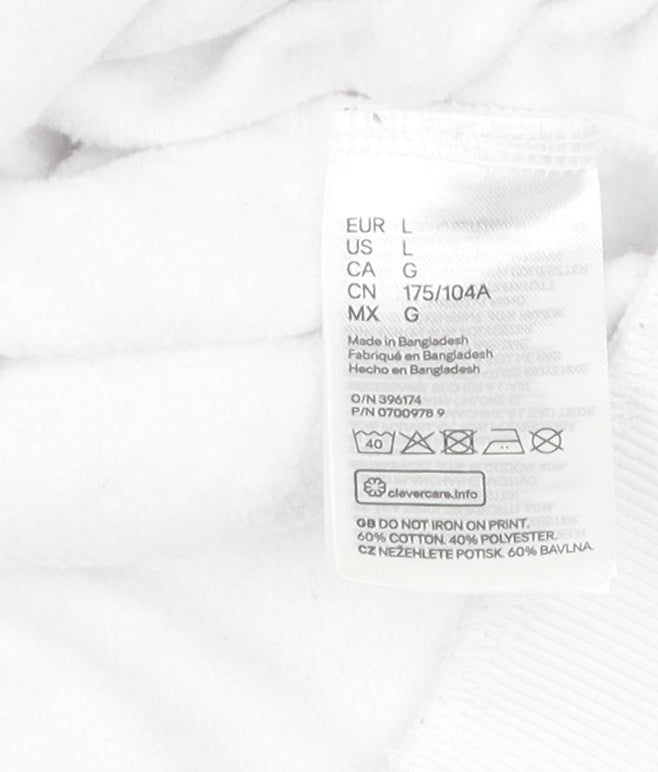 EUR L
US L
CA G
CN 175/104A
MX G
Made in Bangladesh
Fabriqué en Bangladesh
Hecho en Bangladesh
O/N 396174
P/N 0700978 9
40
clevercare.info
GB DO NOT IRON ON PRINT.
60% COTTON. 40% POLYESTER.
CZ NEŽEHLETE POTISK. 60% BAVLNA.